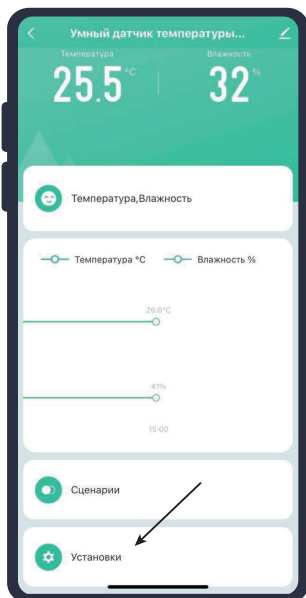 Умный датчик температуры...
Температура Влажность
25.5 °C 32 %
Температура,Влажность
Температура °C Влажность %
26.6°C
41%
15:00
Сценарии
Установки